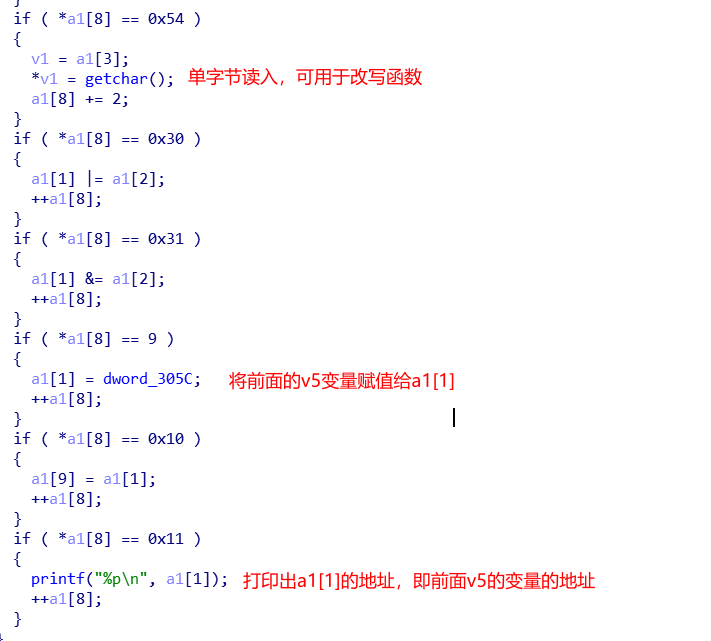 }
if ( *a1[8] == 0x54 )
{
v1 = a1[3];
*v1 = getchar(); 单字节读入，可用于改写函数
a1[8] += 2;
}
if ( *a1[8] == 0x30 )
{
a1[1] |= a1[2];
++a1[8];
}
if ( *a1[8] == 0x31 )
{
a1[1] &= a1[2];
++a1[8];
}
if ( *a1[8] == 9 )
{
a1[1] = dword_305C; 将前面的v5变量赋值给a1[1]
++a1[8];
}
if ( *a1[8] == 0x10 )
{
a1[9] = a1[1];
++a1[8];
}
if ( *a1[8] == 0x11 )
{
printf("%p\n", a1[1]); 打印出a1[1]的地址，即前面v5的变量的地址
++a1[8];
}
}